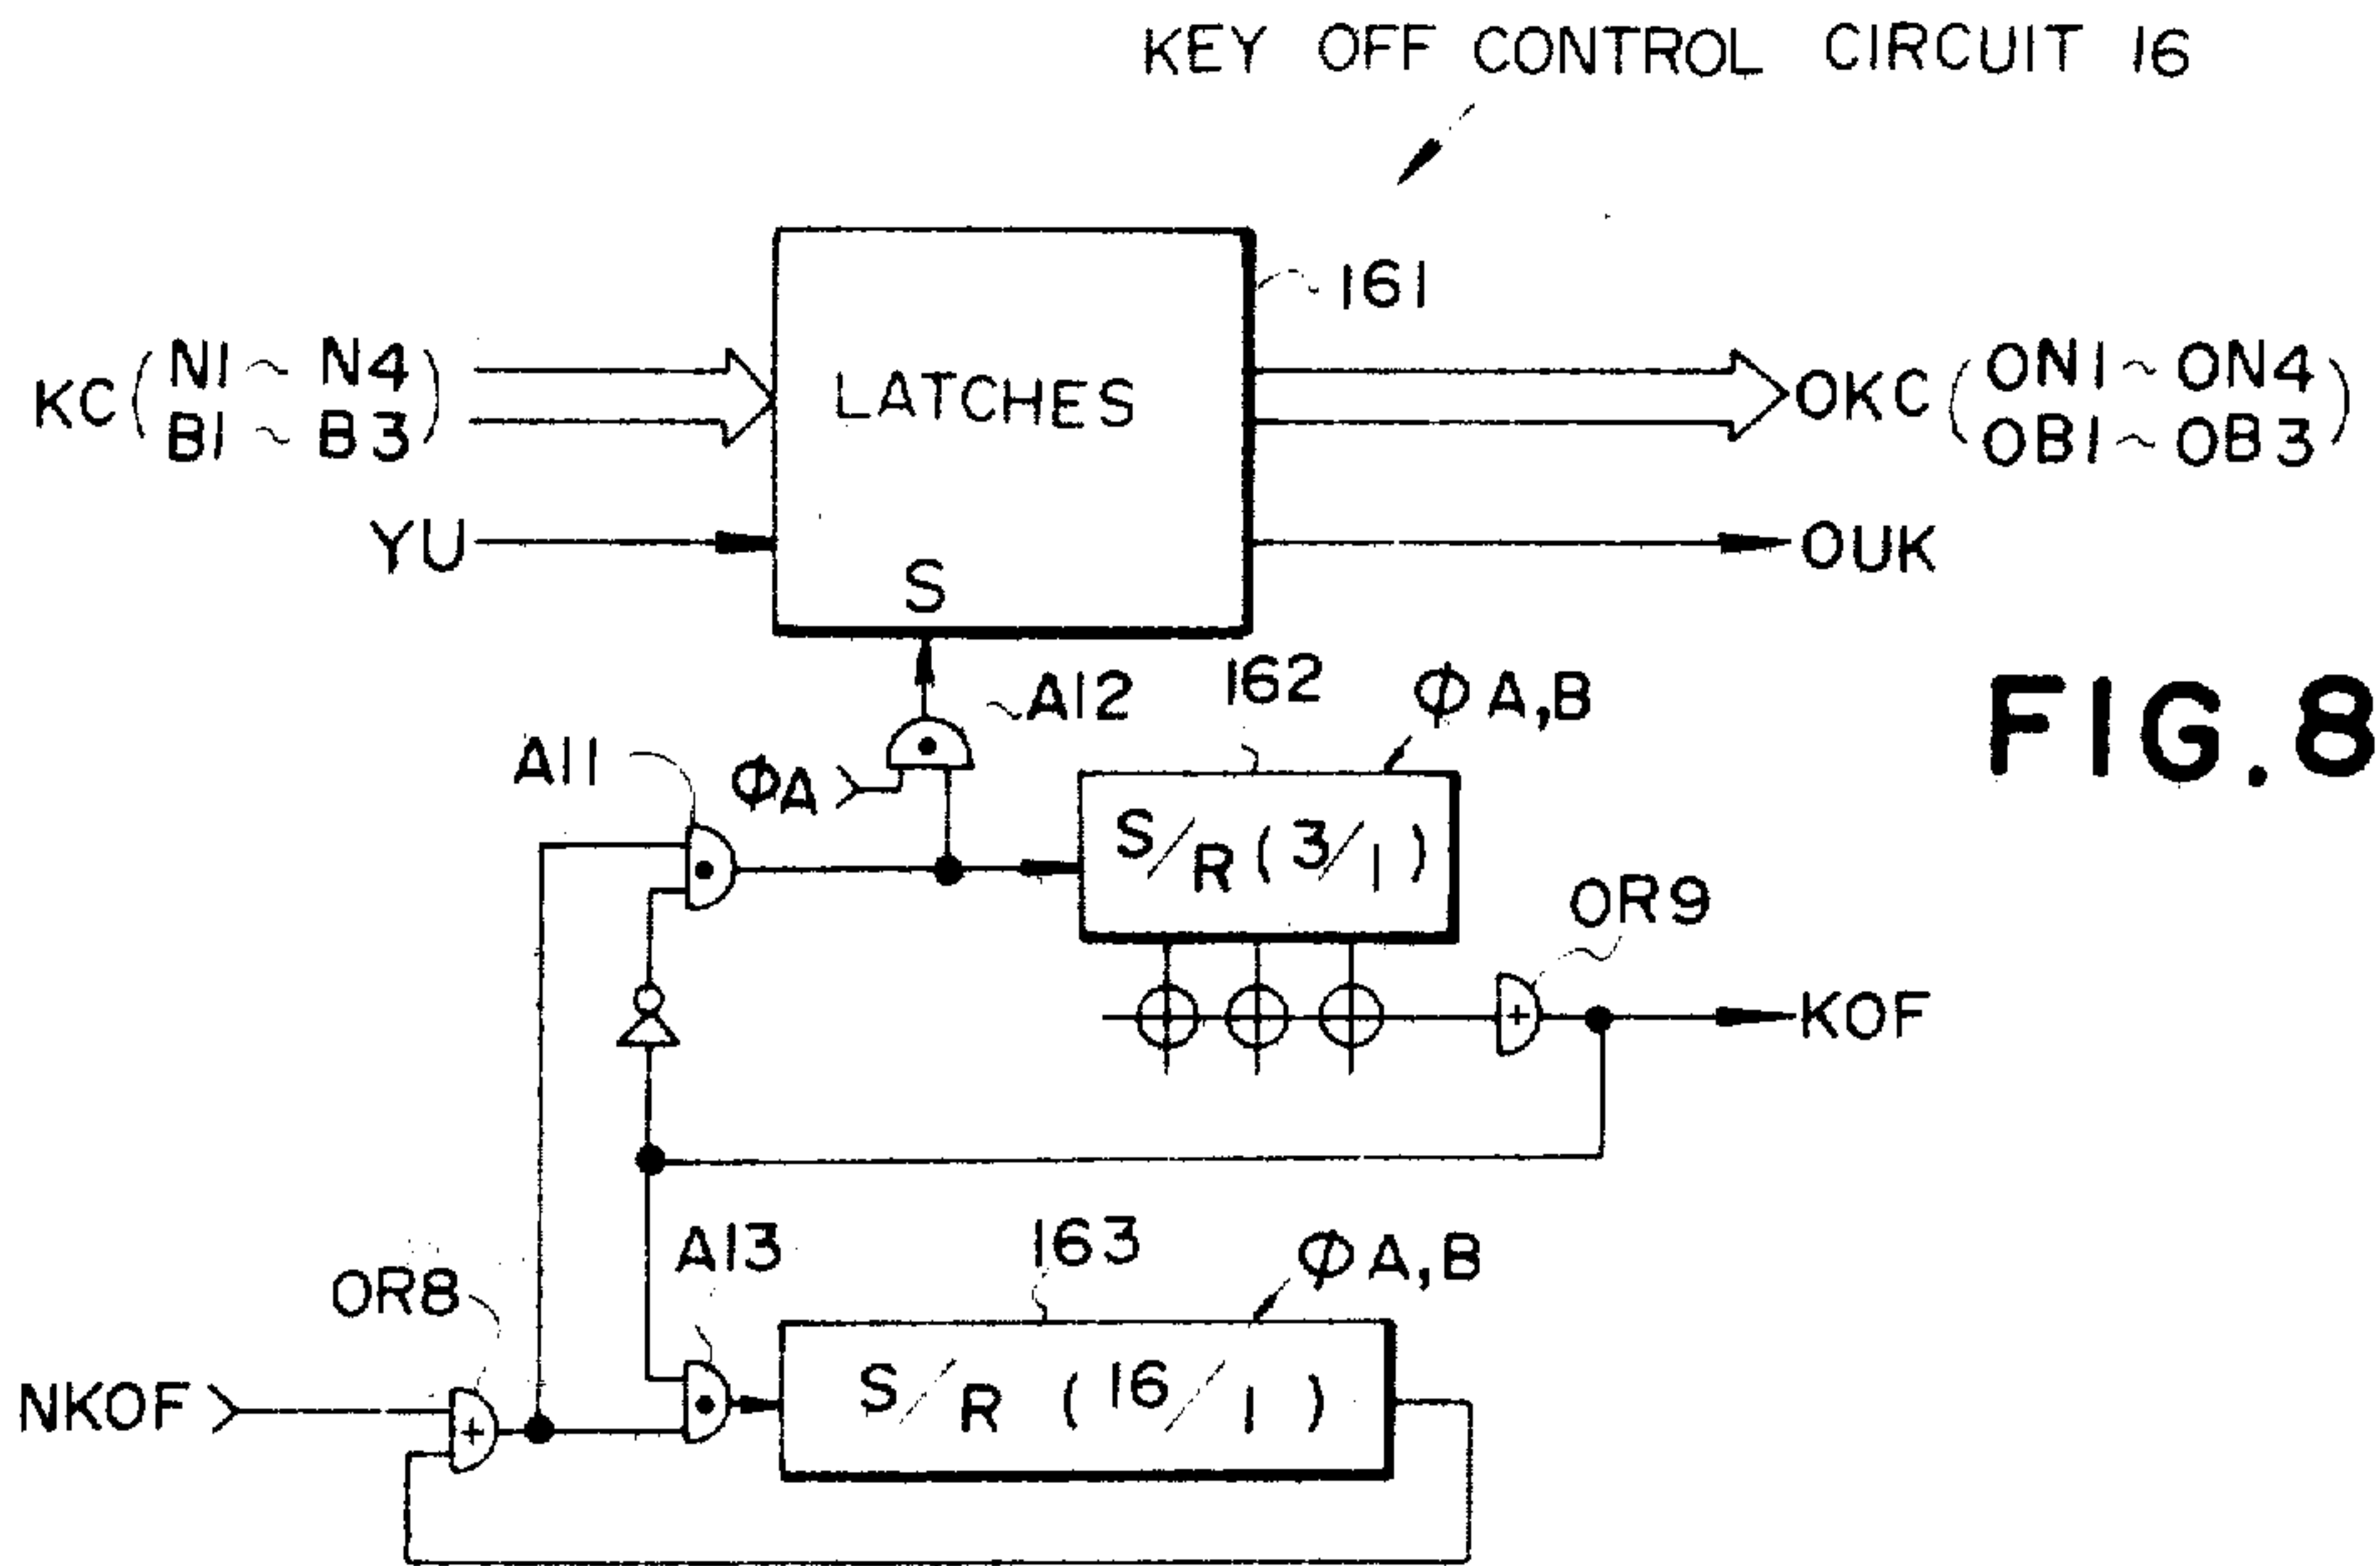 KEY OFF CONTROL CIRCUIT 16
161
KC ( N1 ~ N4
B1 ~ B3 )
LATCHES
OKC ( ON1 ~ ON4
OB1 ~ OB3 )
YU
OUK
S
A12
162
ΦA,B
FIG.8
A11
ΦA
S/R (3/1)
OR9
KOF
A13
163
ΦA,B
OR8
NKOF
S/R (16/1)